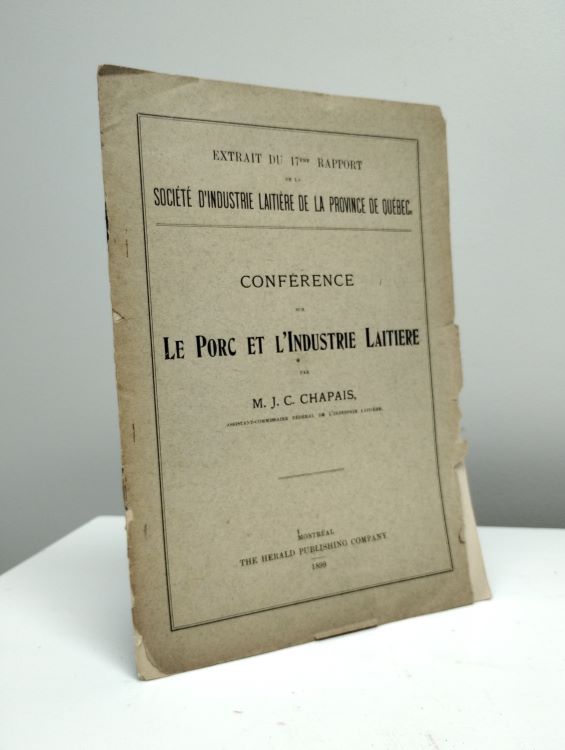 EXTRAIT DU 17ÈME RAPPORT
DE LA
SOCIÉTÉ D'INDUSTRIE LAITIÈRE DE LA PROVINCE DE QUÉBEC.
CONFÉRENCE
SUR
LE PORC ET L'INDUSTRIE LAITIERE
PAR
M. J. C. CHAPAIS,
ASSISTANT-COMMISSAIRE FÉDÉRAL DE L'INDUSTRIE LAITIÈRE.
MONTRÉAL
THE HERALD PUBLISHING COMPANY
1899